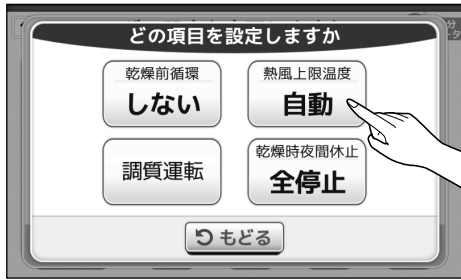 どの項目を設定しますか
乾燥前循環
しない
熱風上限温度
自動
調質運転
乾燥時夜間休止
全停止
もどる